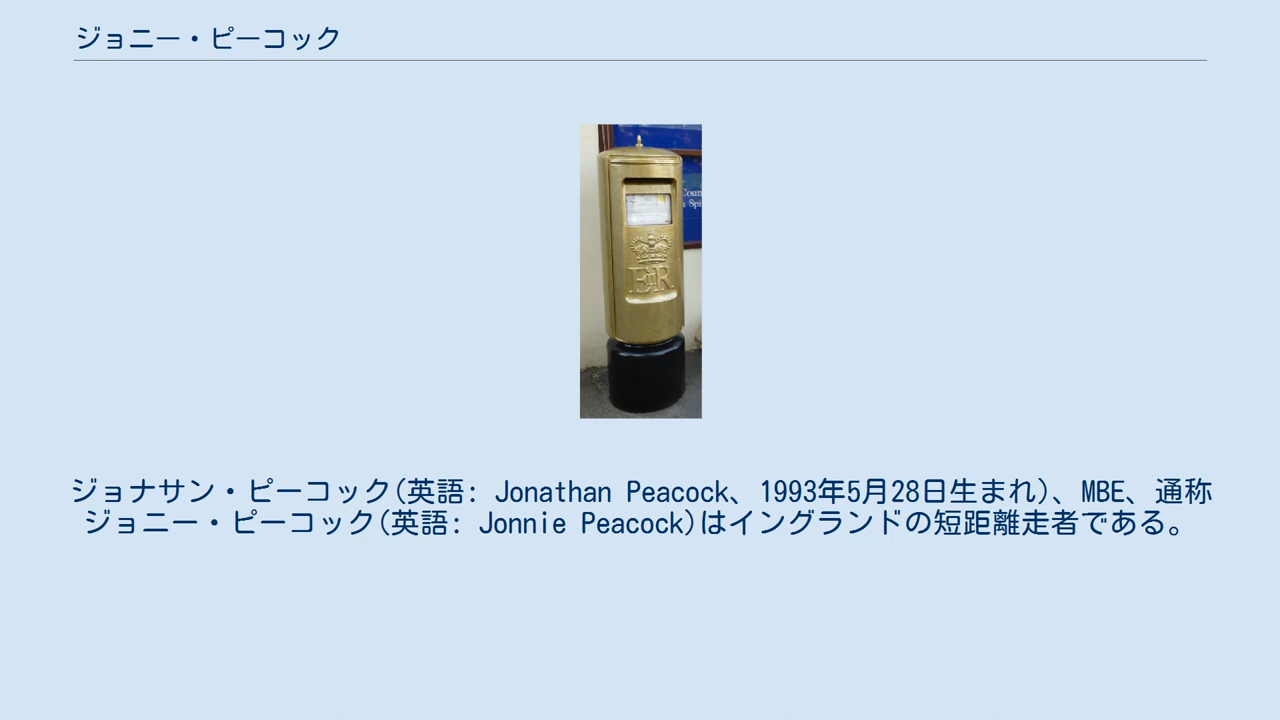 ジョニー・ピーコック
Coun
& Spi
EIIR
ジョナサン・ピーコック(英語: Jonathan Peacock、1993年5月28日生まれ)、MBE、通称
ジョニー・ピーコック(英語: Jonnie Peacock)はイングランドの短距離走者である。